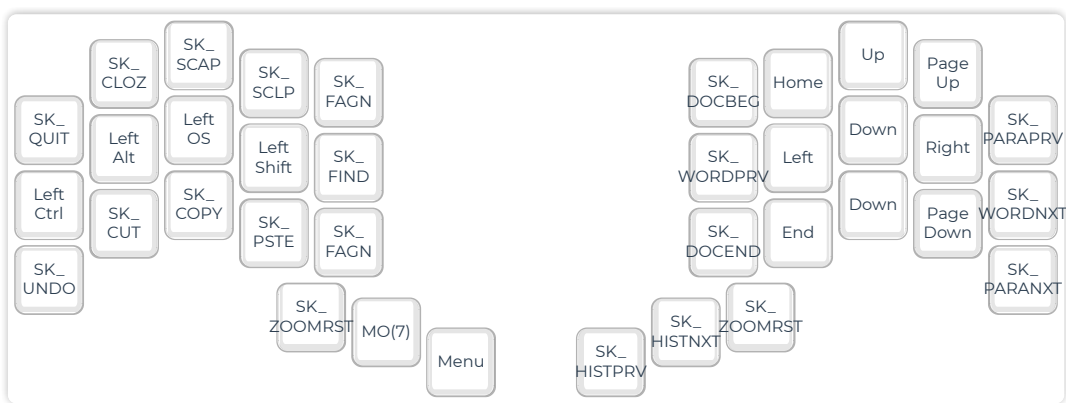 SK_
QUIT
SK_
CLOZ
SK_
SCAP
SK_
SCLP
SK_
FAGN
SK_
DOCBEG
Home
Up
Page
Up
SK_
PARAPRV
Left
Ctrl
Left
Alt
Left
OS
Left
Shift
SK_
FIND
SK_
WORDPRV
Left
Down
Right
SK_
WORDNXT
SK_
UNDO
SK_
CUT
SK_
COPY
SK_
PSTE
SK_
FAGN
SK_
DOCEND
End
Down
Page
Down
SK_
PARANXT
SK_
ZOOMRST
MO(7)
Menu
SK_
HISTPRV
SK_
HISTNXT
SK_
ZOOMRST